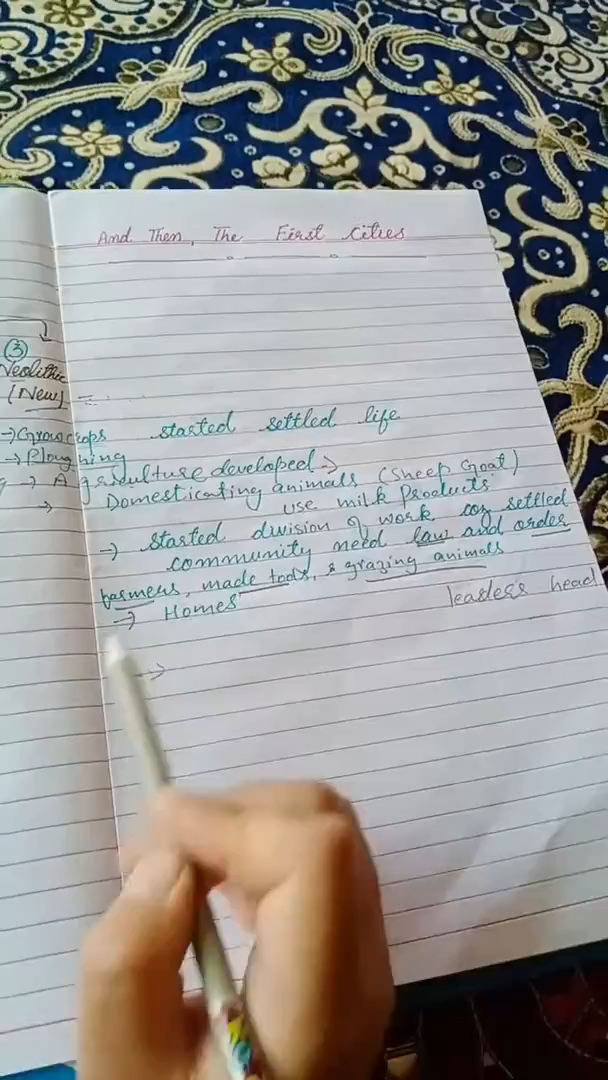 And Then, The First Cities
③
Neolithic
(New)
started settled life
→ Grow crops
→ Ploughing
→ Agriculture developed →
Domesticating animals (Sheep Goat)
use milk Products
→ started division of work coz settled
community need law and order
farmers, made tools, & grazing animals
→ Homes
leaders head
→